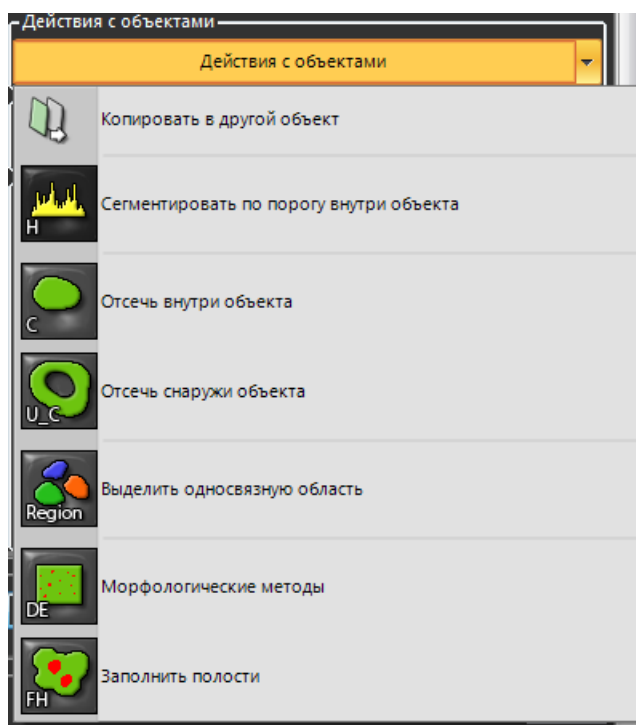 Действия с объектами
Действия с объектами
Копировать в другой объект
H
Сегментировать по порогу внутри объекта
C
Отсечь внутри объекта
U_C
Отсечь снаружи объекта
Region
Выделить односвязную область
DE
Морфологические методы
FH
Заполнить полости